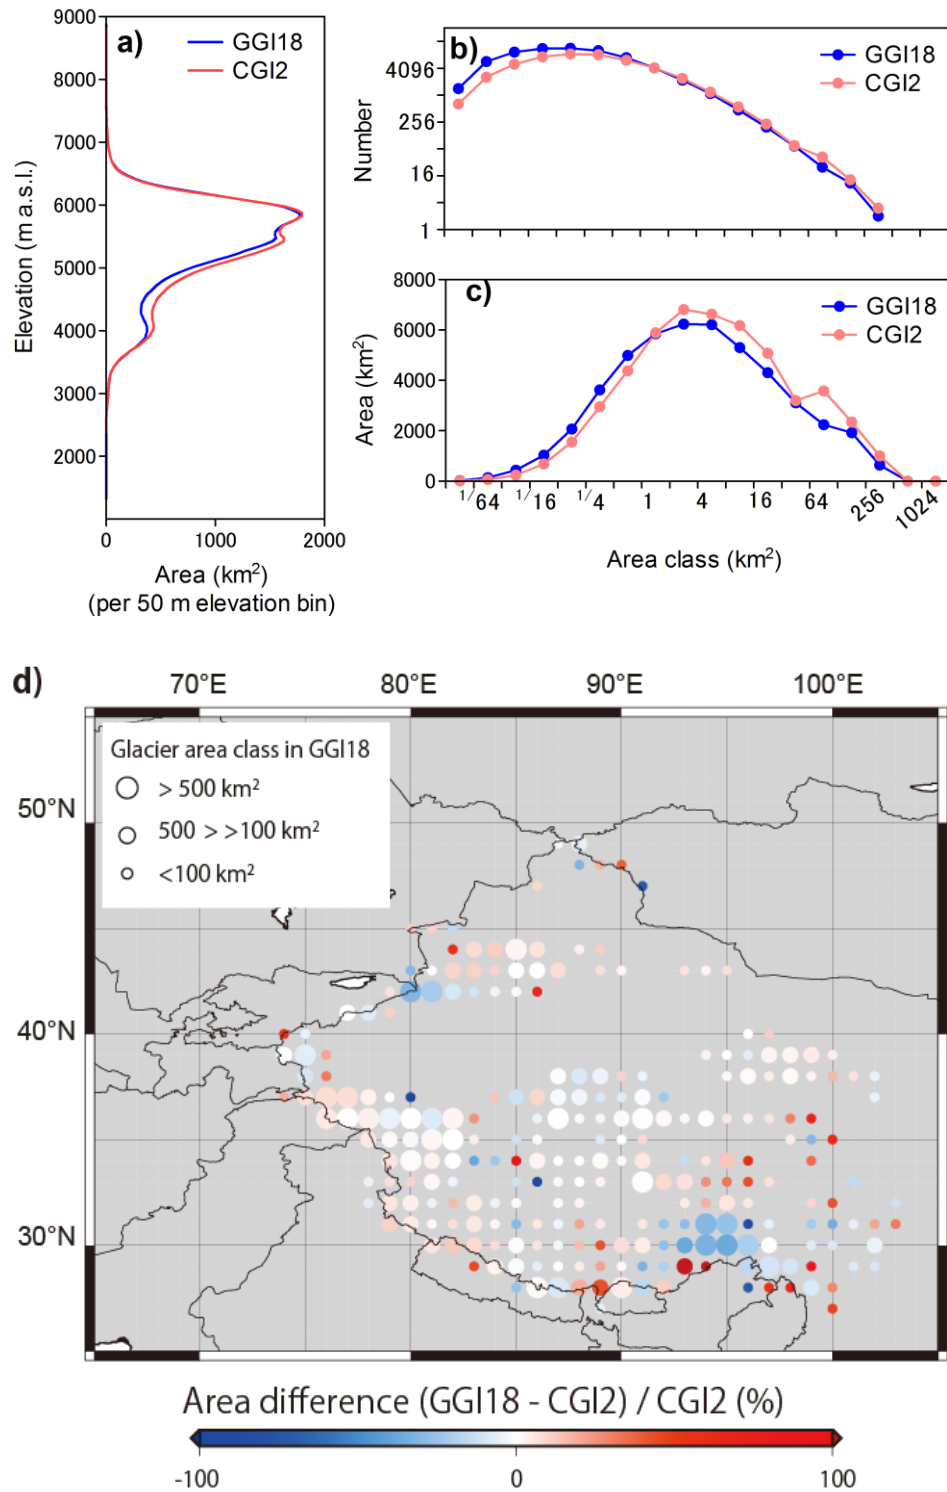 a)
GGI18
CGI2
9000
8000
7000
6000
5000
4000
3000
2000
Elevation (m a.s.l.)
0 1000 2000
Area (km²)
(per 50 m elevation bin)
b)
GGI18
CGI2
4096
256
16
1
Number
c)
GGI18
CGI2
8000
6000
4000
2000
0
Area (km²)
1/64 1/16 1/4 1 4 16 64 256 1024
Area class (km²)
d)
70°E 80°E 90°E 100°E
Glacier area class in GGI18
> 500 km²
500 > >100 km²
<100 km²
50°N
40°N
30°N
Area difference (GGI18 - CGI2) / CGI2 (%)
-100 0 100